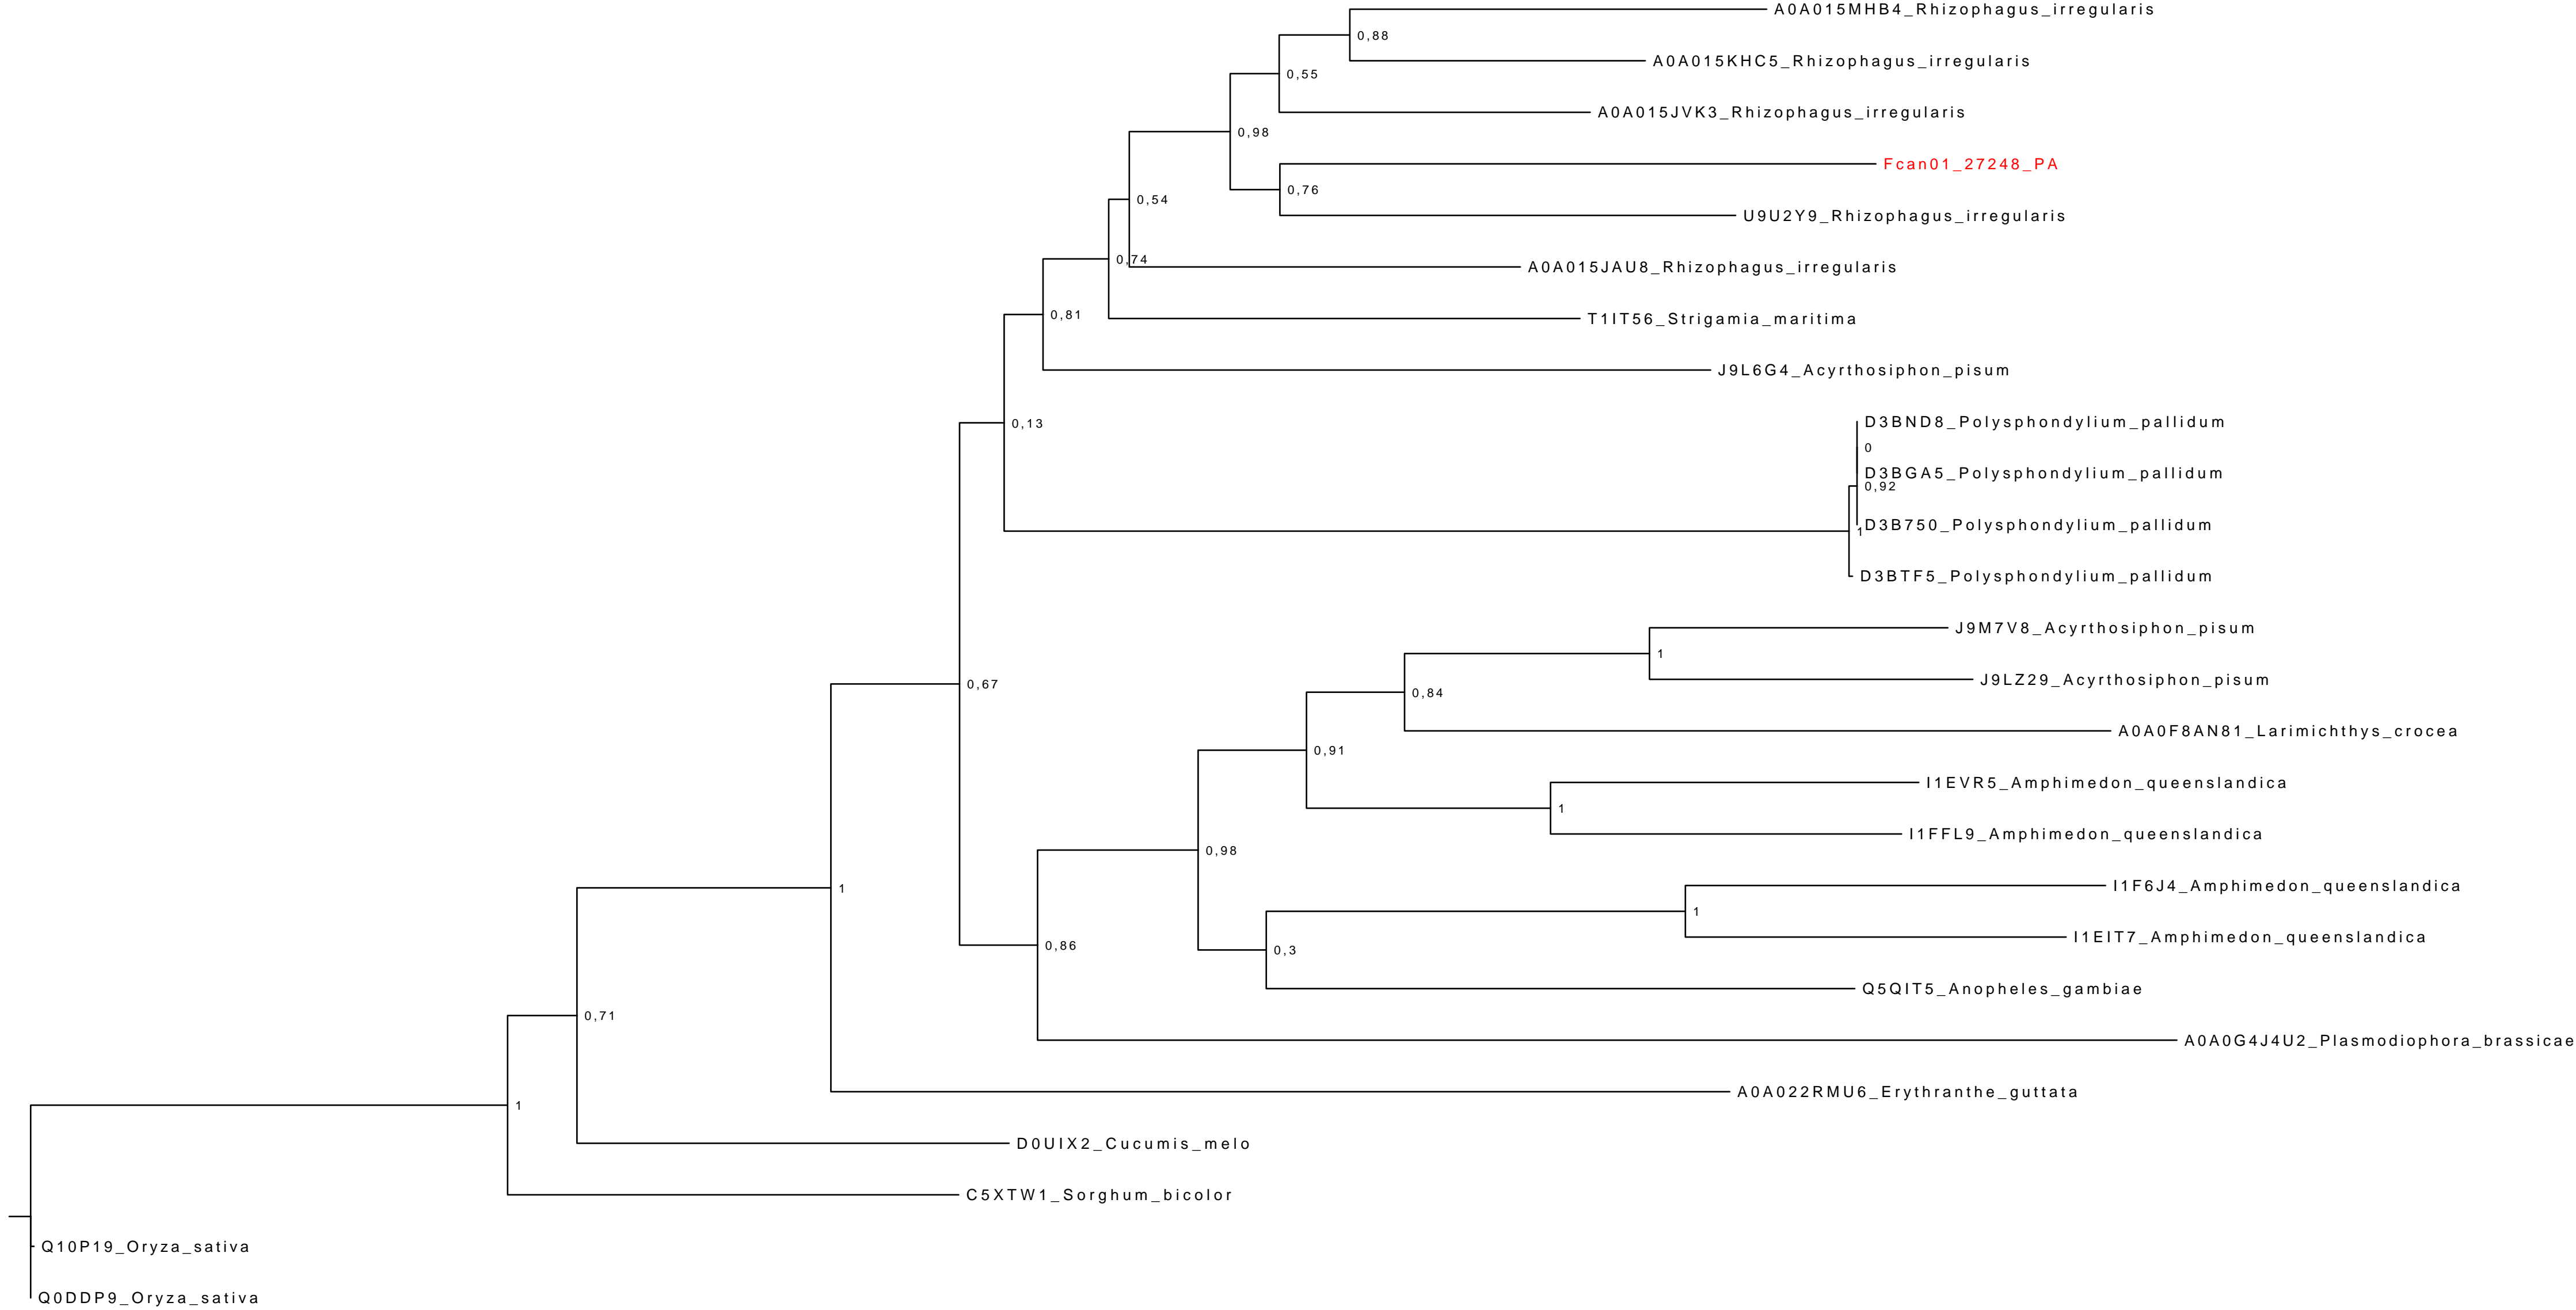 A0A015MHB4_Rhizophagus_irregularis
0,88
A0A015KHC5_Rhizophagus_irregularis
0,55
A0A015JVK3_Rhizophagus_irregularis
0,98
Fcan01_27248_PA
0,76
0,54
U9U2Y9_Rhizophagus_irregularis
0,74
A0A015JAU8_Rhizophagus_irregularis
0,81
T1IT56_Strigamia_maritima
J9L6G4_Acyrthosiphon_pisum
0,13
D3BND8_Polysphondylium_pallidum
0
D3BGA5_Polysphondylium_pallidum
0,92
D3B750_Polysphondylium_pallidum
1
D3BTF5_Polysphondylium_pallidum
J9M7V8_Acyrthosiphon_pisum
1
J9LZ29_Acyrthosiphon_pisum
0,67
0,84
A0A0F8AN81_Larimichthys_crocea
0,91
I1EVR5_Amphimedon_queenslandica
1
I1FFL9_Amphimedon_queenslandica
0,98
I1F6J4_Amphimedon_queenslandica
1
1
I1EIT7_Amphimedon_queenslandica
0,86
0,3
Q5QIT5_Anopheles_gambiae
0,71
A0A0G4J4U2_Plasmodiophora_brassicae
A0A022RMU6_Erythranthe_guttata
1
D0UIX2_Cucumis_melo
C5XTW1_Sorghum_bicolor
Q10P19_Oryza_sativa
Q0DDP9_Oryza_sativa